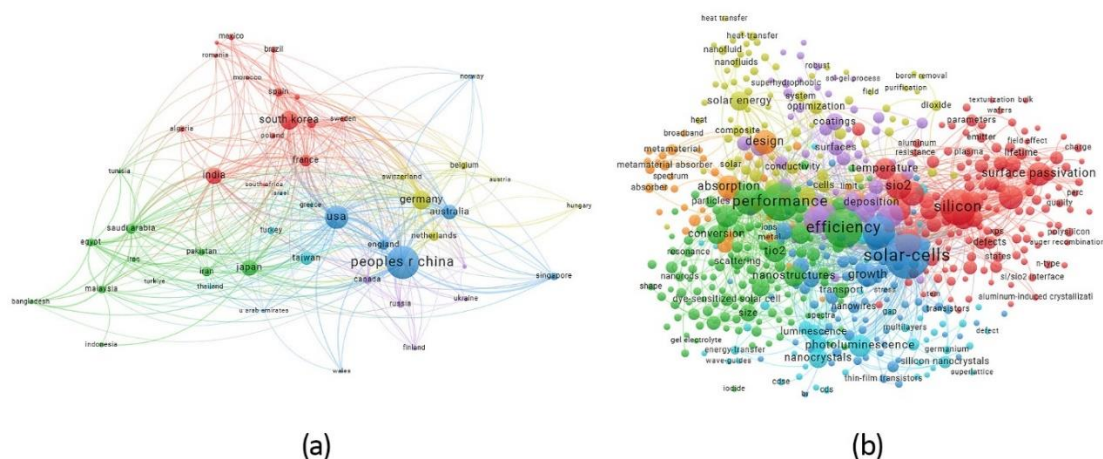 mexico
romania
brazil
morocco
spain
norway
south korea
sweden
algeria
poland
france
belgium
tunisia
india
switzerland
austria
south africa
israel
germany
hungary
greece
usa
australia
saudi arabia
turkey
egypt
netherlands
pakistan
england
iran
taiwan
peoples r china
iran
japan
malaysia
turkiye
thailand
canada
singapore
bangladesh
russia
ukraine
u arab emirates
indonesia
finland
wales
(a)
heat transfer
heat-transfer
nanofluid
nanofluids
robust
superhydrophobic
sol-gel process
boron removal
purification
system
field
solar energy
optimization
dioxide
texturization
bulk
wafers
heat
coatings
parameters
broadband
composite
design
aluminum
emitter
field effect
metamaterial
surfaces
resistance
plasma
lifetime
charge
metamaterial absorber
solar
conductivity
temperature
surface passivation
spectrum
absorber
absorption
cells
limit
sio2
perc
particles
performance
deposition
silicon
quality
efficiency
polysilicon
conversion
ions
metal
xps
super recombination
resonance
tio2
defects
scattering
solar-cells
states
n-type
nanorods
nanostructures
growth
si/sio2 interface
shape
transport
stress
dye-sensitized solar cell
nanowires
aluminum-induced crystallizati
size
spectra
gap
transistors
luminescence
multilayers
gel electrolyte
photoluminescence
defect
energy-transfer
nanocrystals
germanium
wave-guides
silicon nanocrystals
superlattice
cdse
thin-film transistors
iodide
cds
(b)